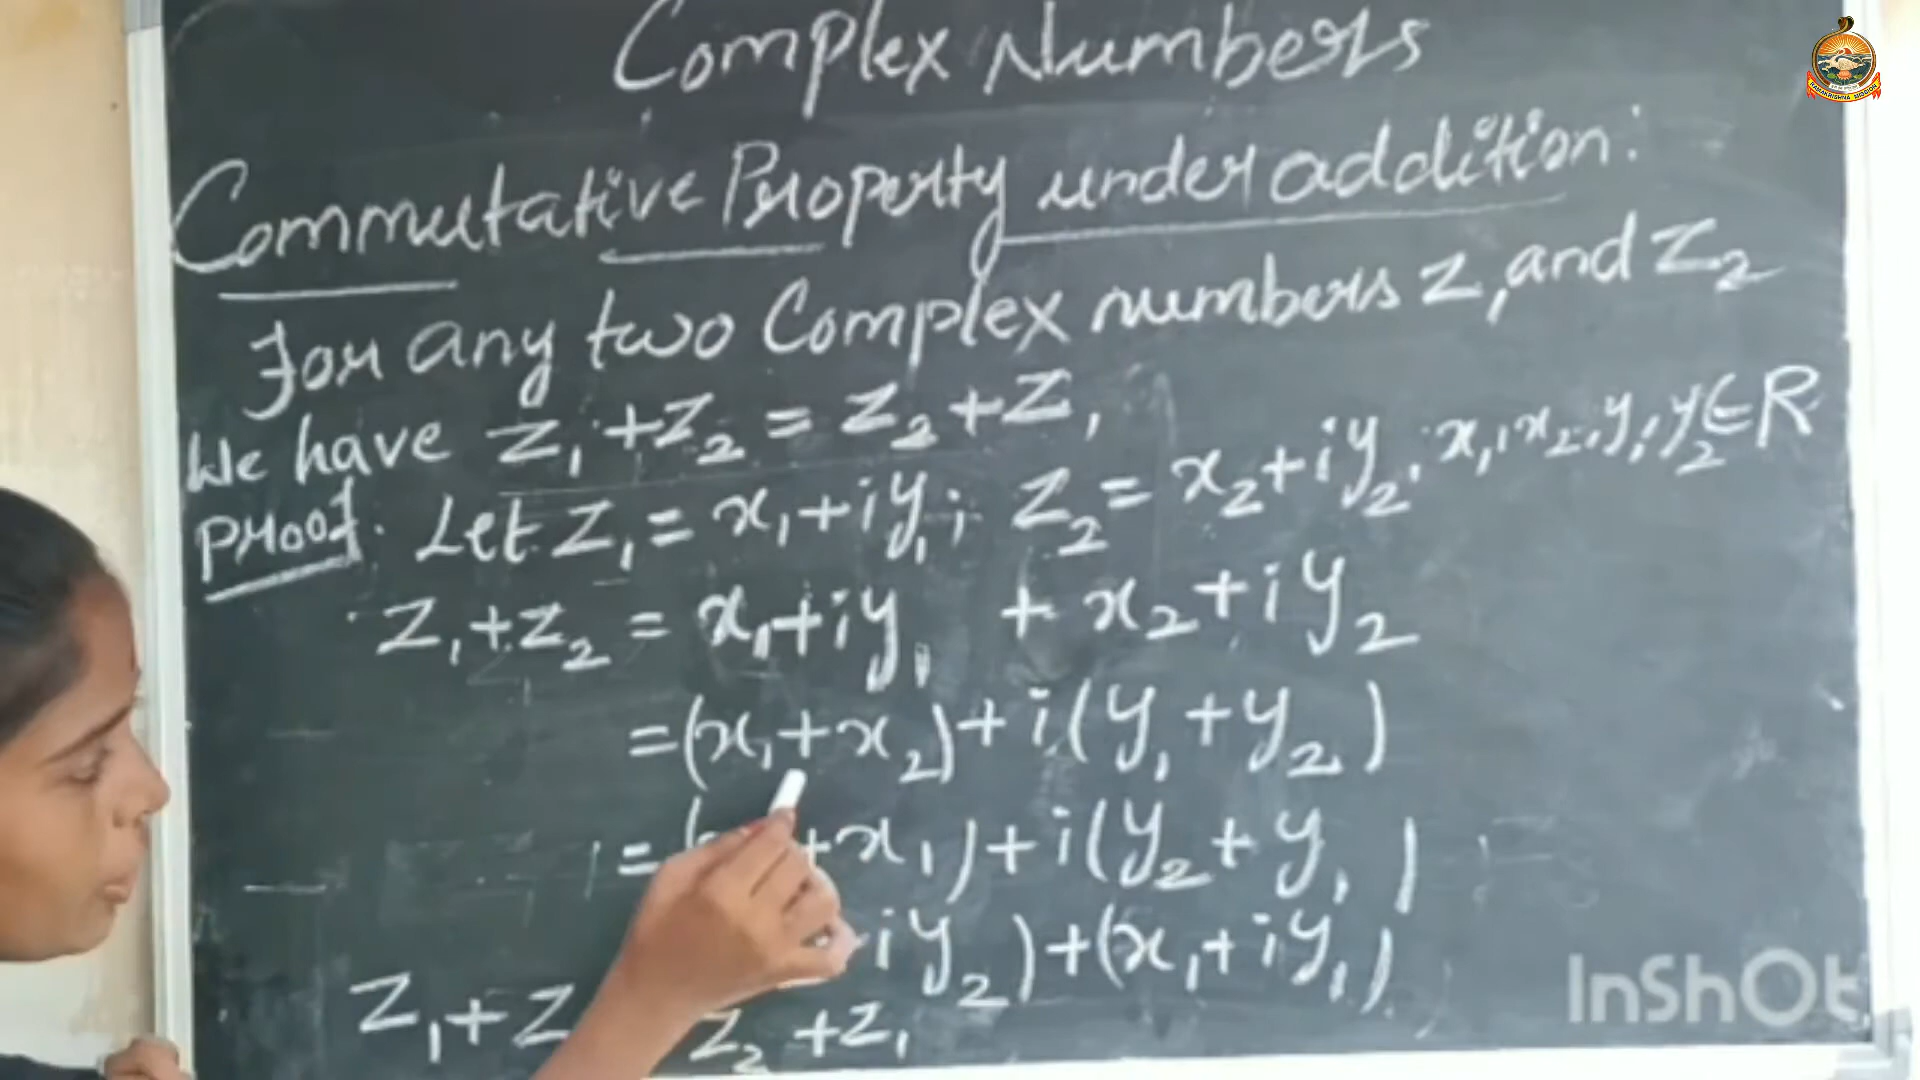 Complex Numbers
Commutative Property under addition:
For any two Complex numbers z₁ and z₂
We have z₁+z₂ = z₂+z₁
Proof. Let z₁ = x₁+iy₁; z₂ = x₂+iy₂; x₁,x₂,y₁,y₂∈R
z₁+z₂ = x₁+iy₁ + x₂+iy₂
=(x₁+x₂)+i(y₁+y₂)
=( +x₁)+i(y₂+y₁)
iy₂)+(x₁+iy₁)
z₁+z z₂+z₁
RAMAKRISHNA MISSION
InShOt